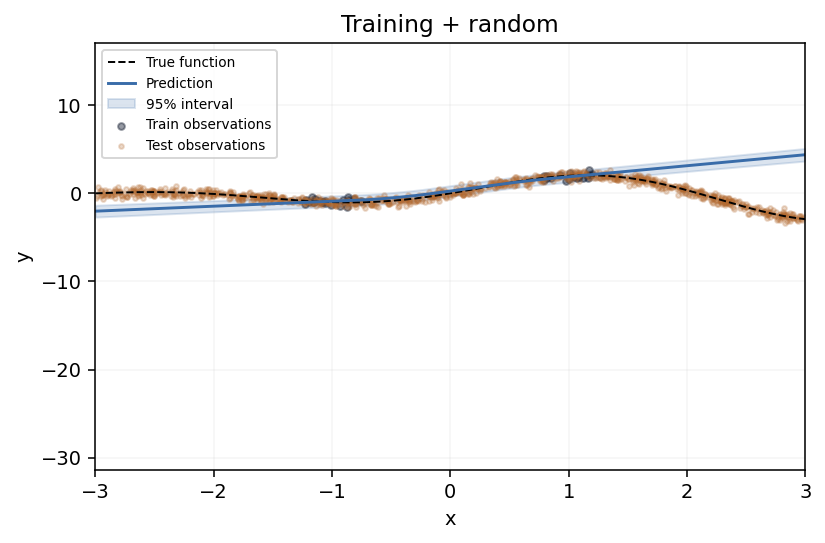 Training + random
True function
Prediction
95% interval
Train observations
Test observations
10
0
−10
−20
−30
y
−3
−2
−1
0
1
2
3
x